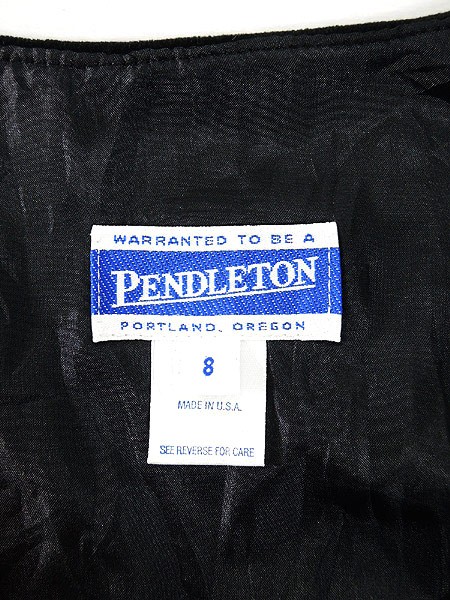 WARRANTED TO BE A
PENDLETON
PORTLAND, OREGON
8
MADE IN U.S.A.
SEE REVERSE FOR CARE